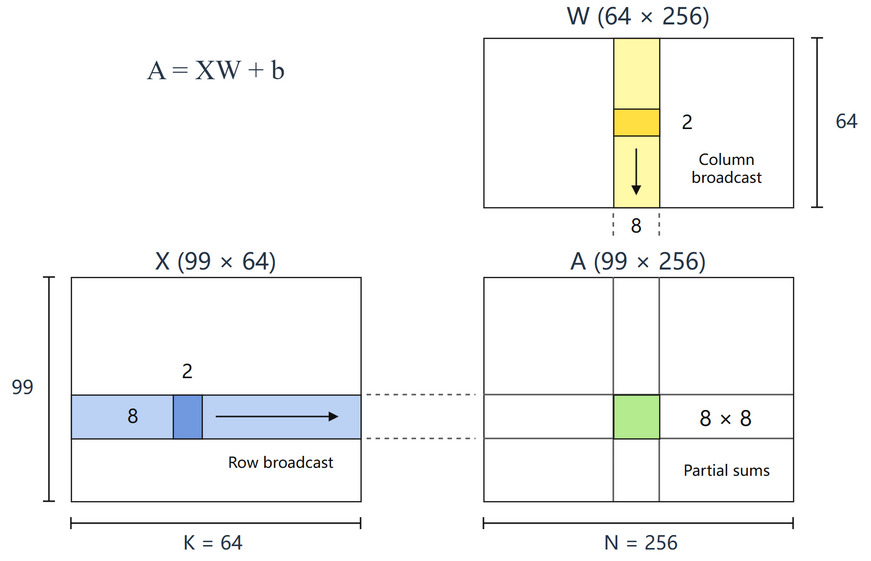 W (64 × 256)
A = XW + b
2
64
Column
broadcast
8
X (99 × 64)
A (99 × 256)
2
99
8
8 × 8
Row broadcast
Partial sums
K = 64
N = 256